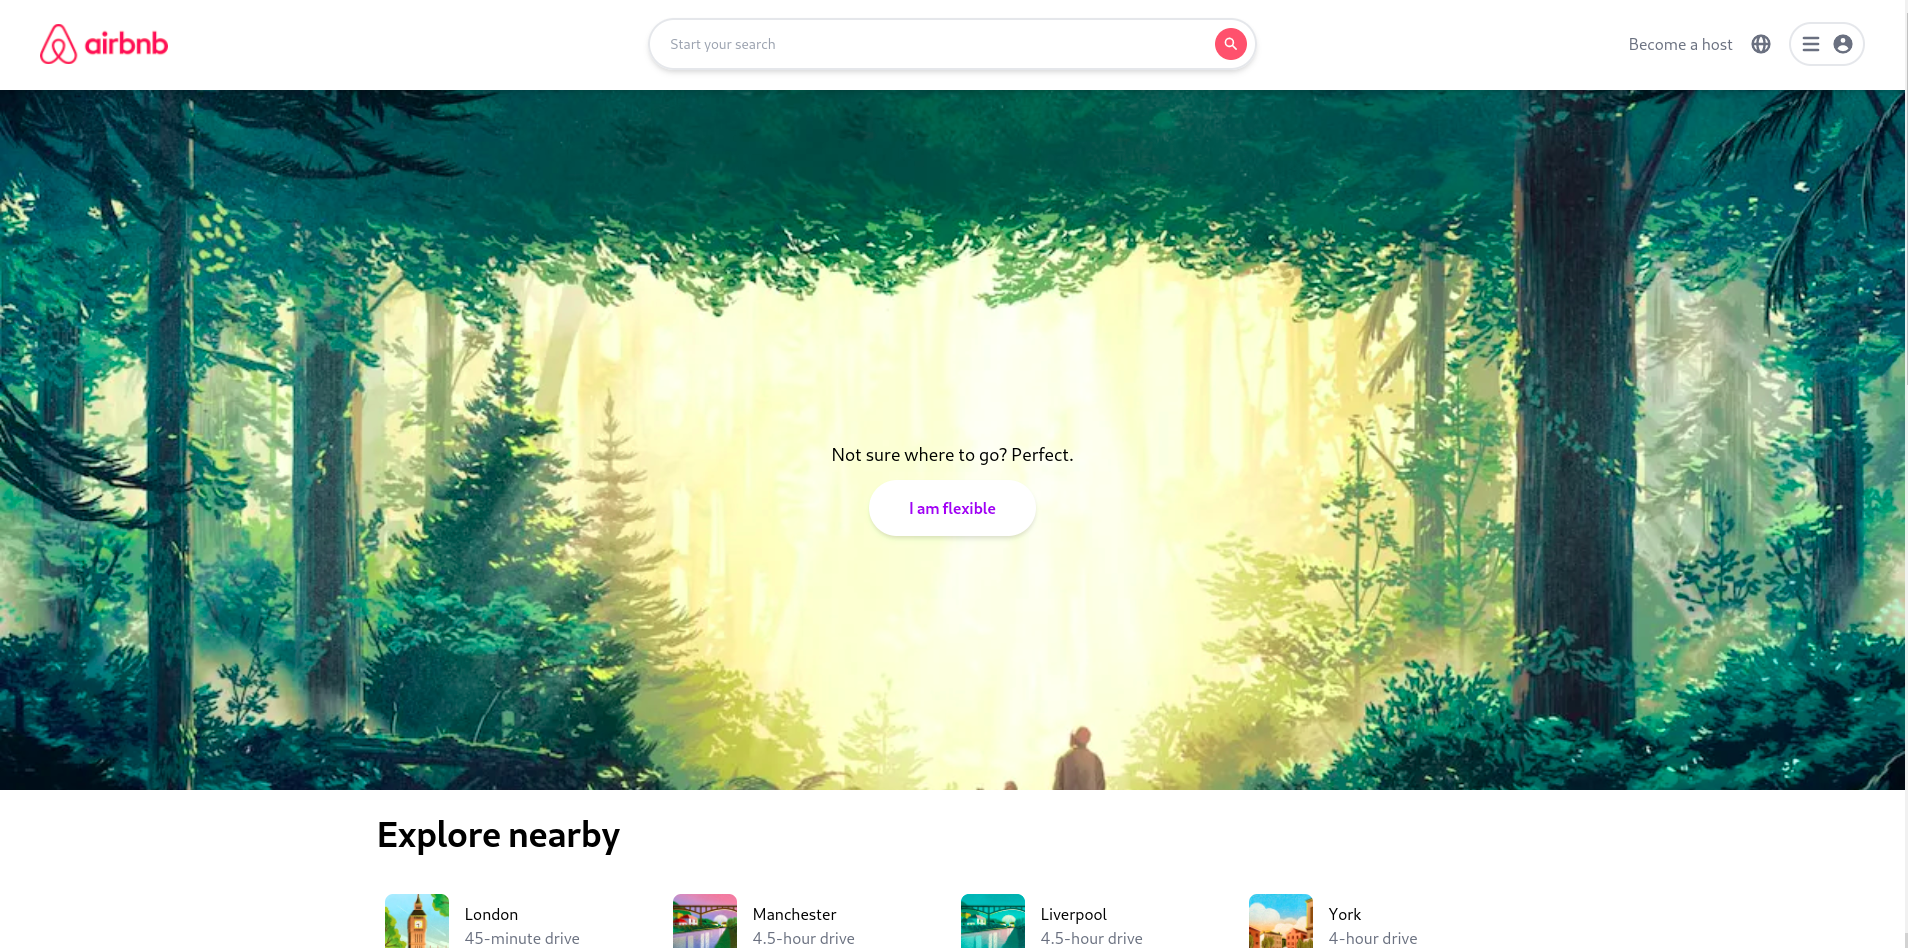 airbnb
Start your search
Become a host
Not sure where to go? Perfect.
I am flexible
Explore nearby
London
45-minute drive
Manchester
4.5-hour drive
Liverpool
4.5-hour drive
York
4-hour drive